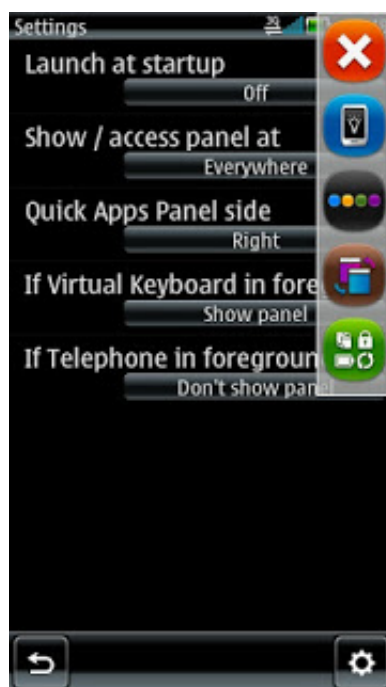 Settings
Launch at startup
Off
Show / access panel at
Everywhere
Quick Apps Panel side
Right
If Virtual Keyboard in fore
Show panel
If Telephone in foregroun
Don't show panel